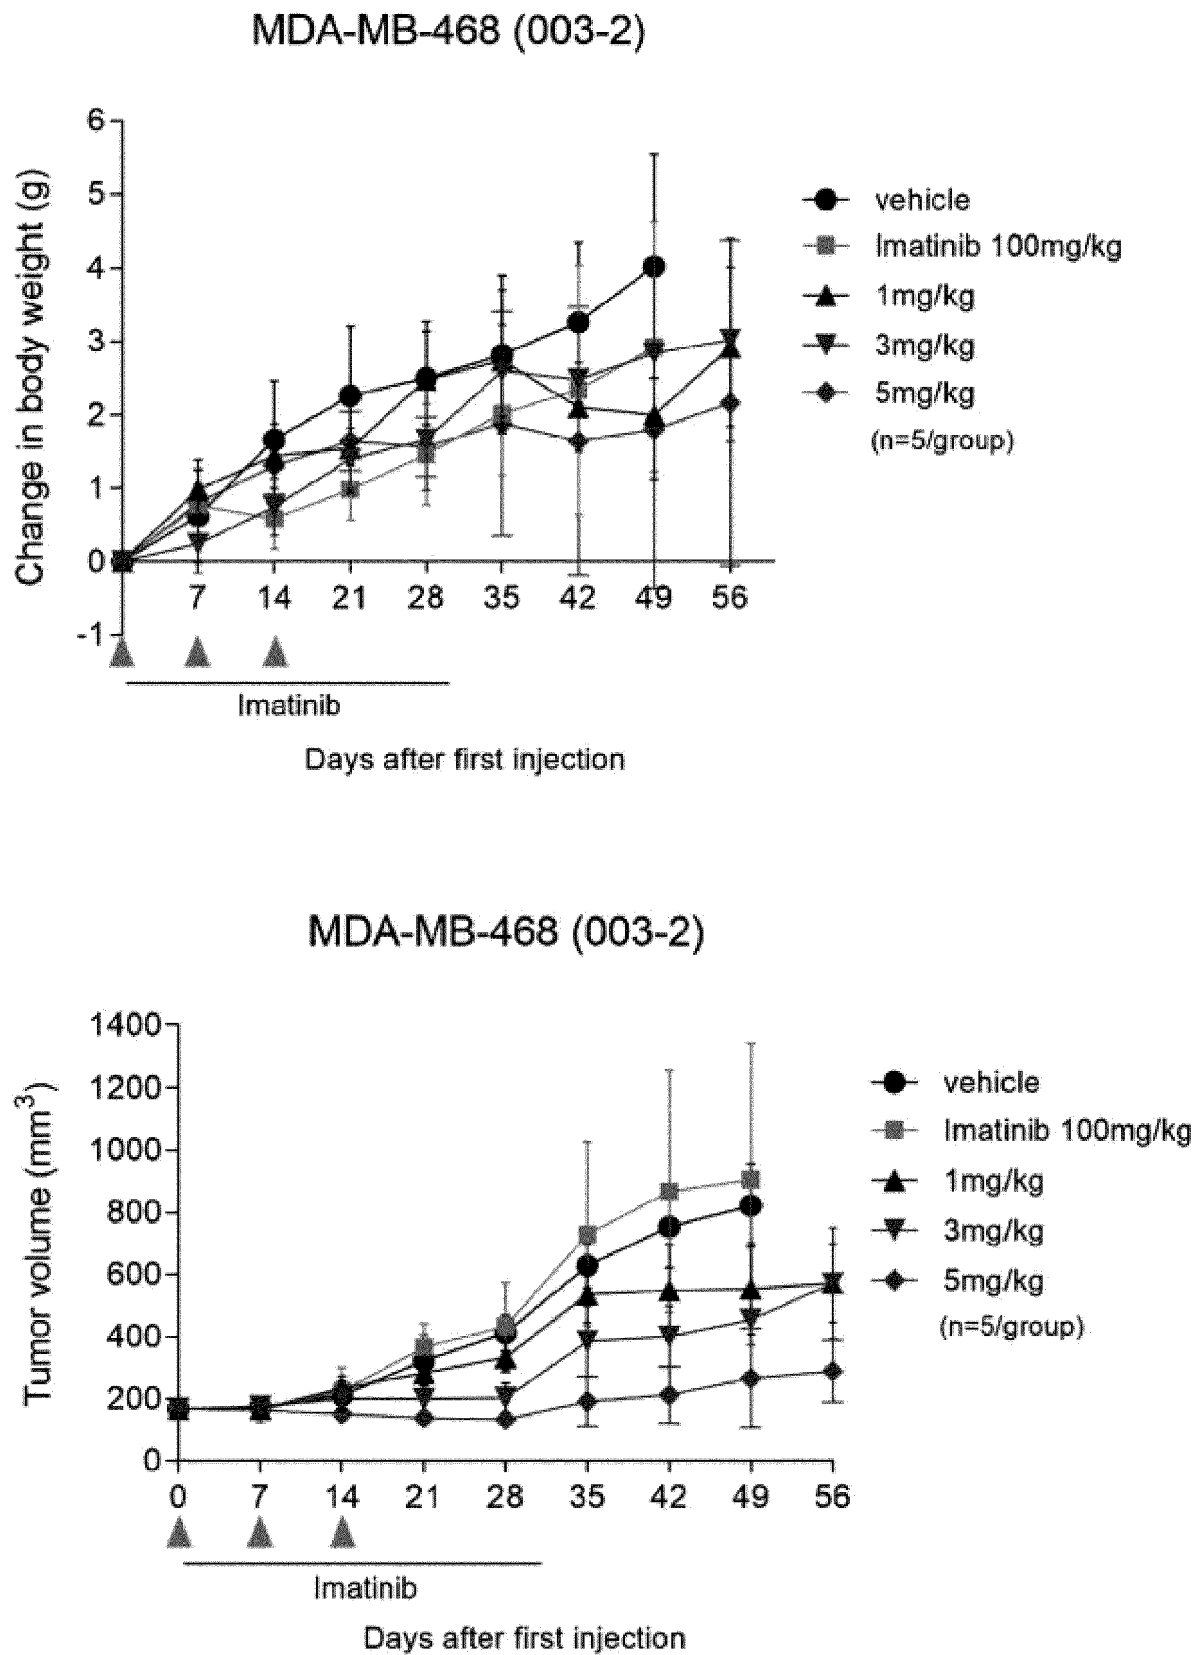 MDA-MB-468 (003-2)
Change in body weight (g)
6
5
4
3
2
1
0
-1
7 14 21 28 35 42 49 56
vehicle
Imatinib 100mg/kg
1mg/kg
3mg/kg
5mg/kg
(n=5/group)
Imatinib
Days after first injection
MDA-MB-468 (003-2)
Tumor volume (mm3)
1400
1200
1000
800
600
400
200
0
0 7 14 21 28 35 42 49 56
vehicle
Imatinib 100mg/kg
1mg/kg
3mg/kg
5mg/kg
(n=5/group)
Imatinib
Days after first injection